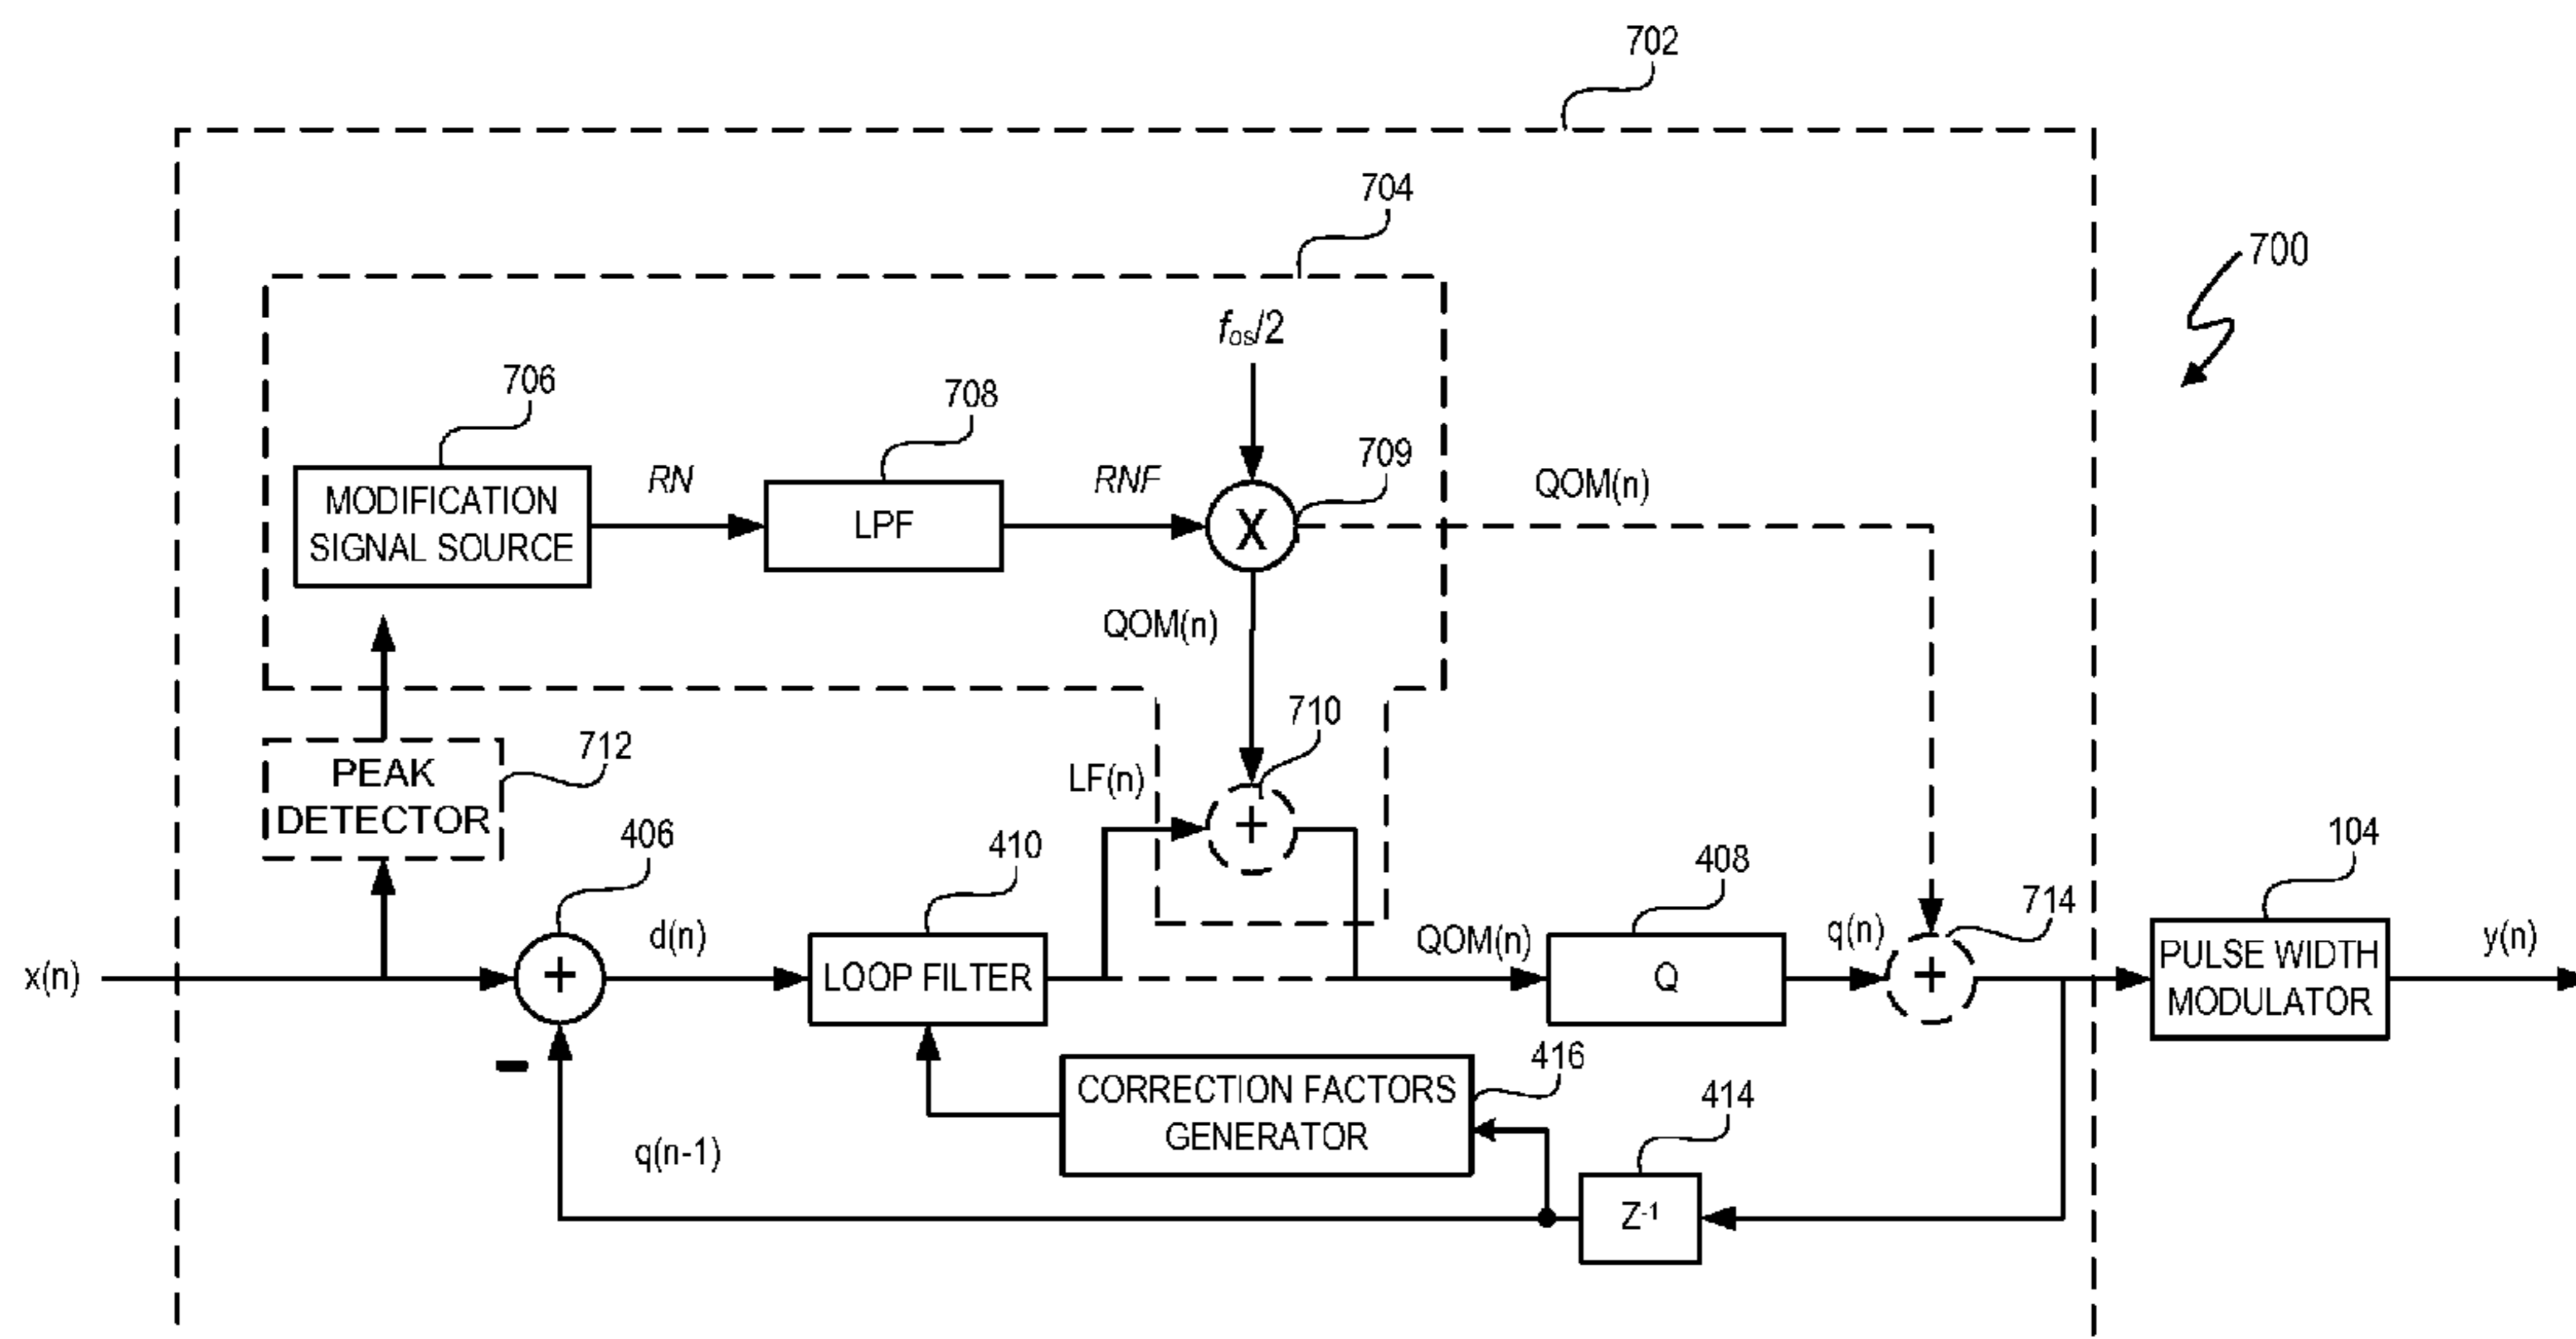 702
704
700
f_os/2
706
708
709
MODIFICATION
SIGNAL SOURCE
RN
LPF
RNF
X
QOM(n)
QOM(n)
710
712
PEAK
DETECTOR
LF(n)
+
406
410
408
714
104
x(n)
+
d(n)
LOOP FILTER
QOM(n)
Q
q(n)
+
PULSE WIDTH
MODULATOR
y(n)
-
416
CORRECTION FACTORS
GENERATOR
414
q(n-1)
Z⁻¹